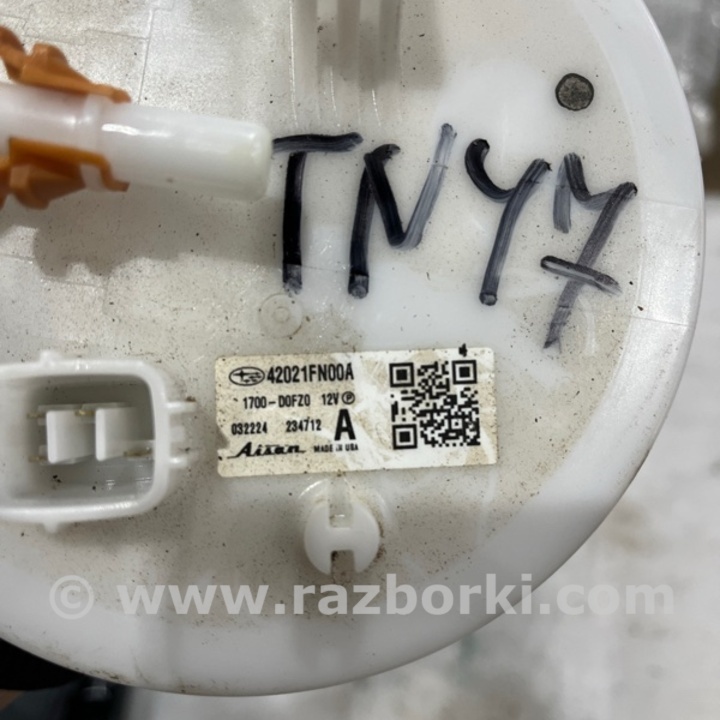 TNY7
42021FN00A
1700-D0FZ0 12V Ⓟ
032224 234712 A
Aisan MADE IN USA
© www.razborki.com